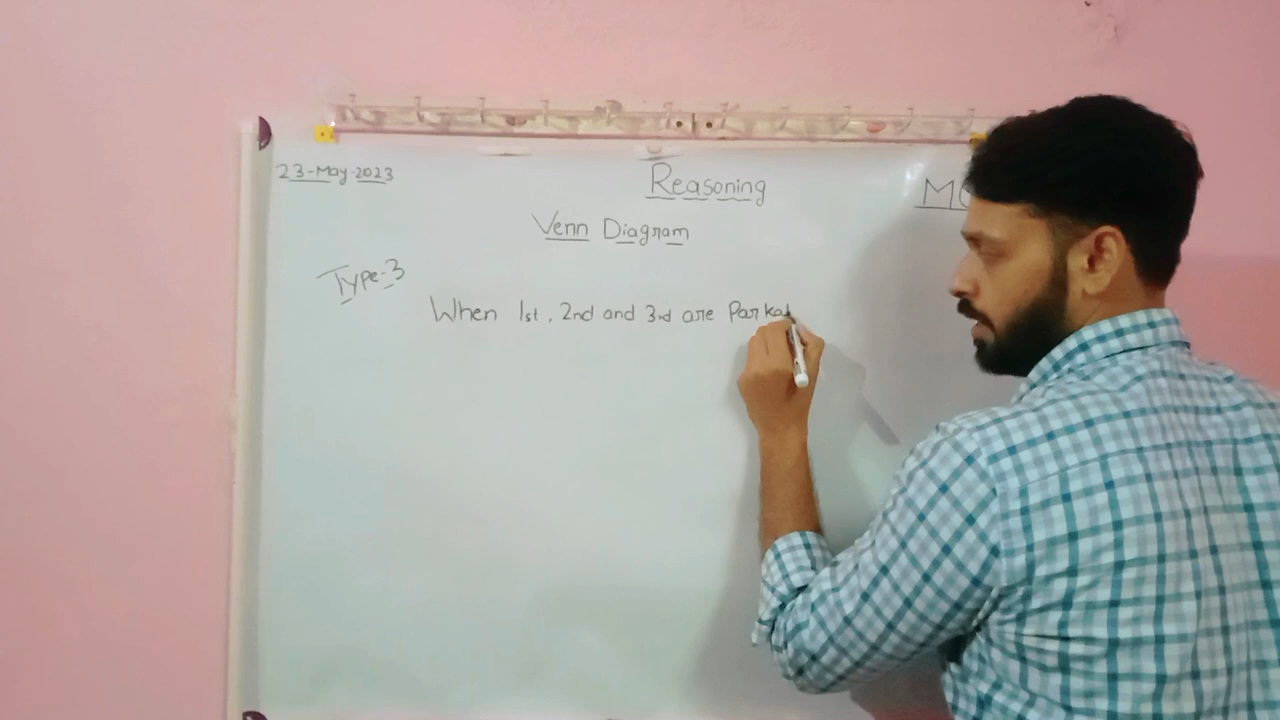 23-May-2023
Reasoning
Venn Diagram
Type-3
When 1st, 2nd and 3rd are